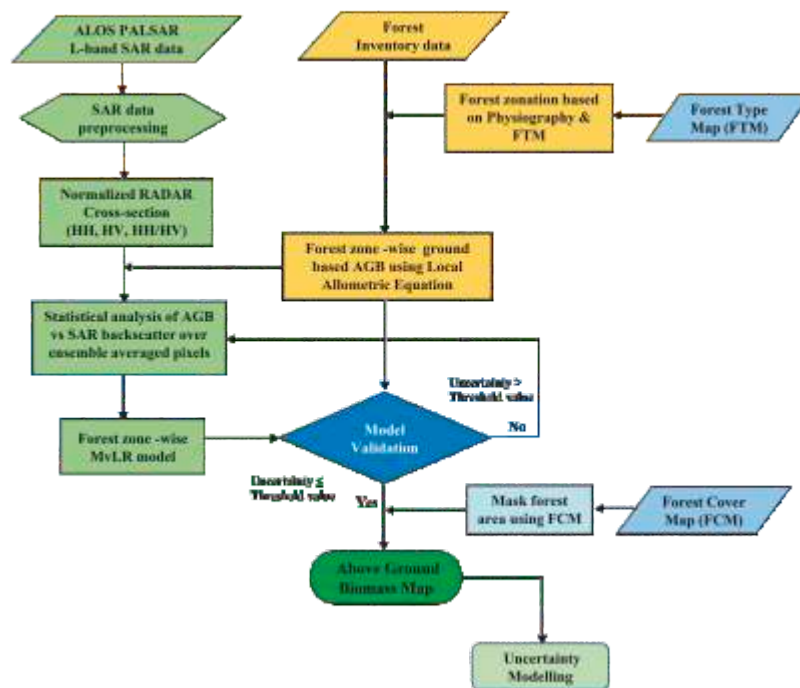 ALOS PALSAR
L-band SAR data
Forest
Inventory data
SAR data
preprocessing
Forest zonation based
on Physiography &
FTM
Forest Type
Map (FTM)
Normalized RADAR
Cross-section
(HH, HV, HH/HV)
Forest zone -wise ground
based AGB using Local
Allometric Equation
Statistical analysis of AGB
vs SAR backscatter over
ensemble averaged pixels
Uncertainty >
Threshold value
No
Forest zone -wise
MvLR model
Model
Validation
Uncertainty ≤
Threshold value
Yes
Mask forest
area using FCM
Forest Cover
Map (FCM)
Above Ground
Biomass Map
Uncertainty
Modelling